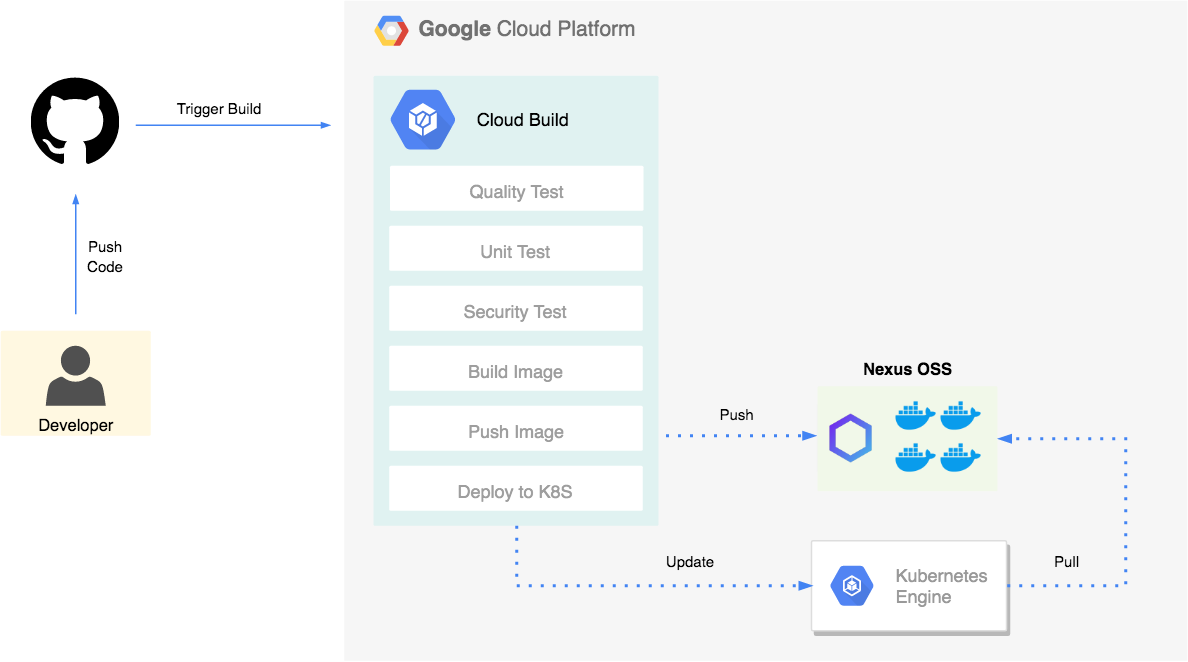 Google Cloud Platform
Trigger Build
Cloud Build
Quality Test
Push
Code
Unit Test
Security Test
Build Image
Nexus OSS
Developer
Push Image
Push
Deploy to K8S
Update
Kubernetes
Engine
Pull